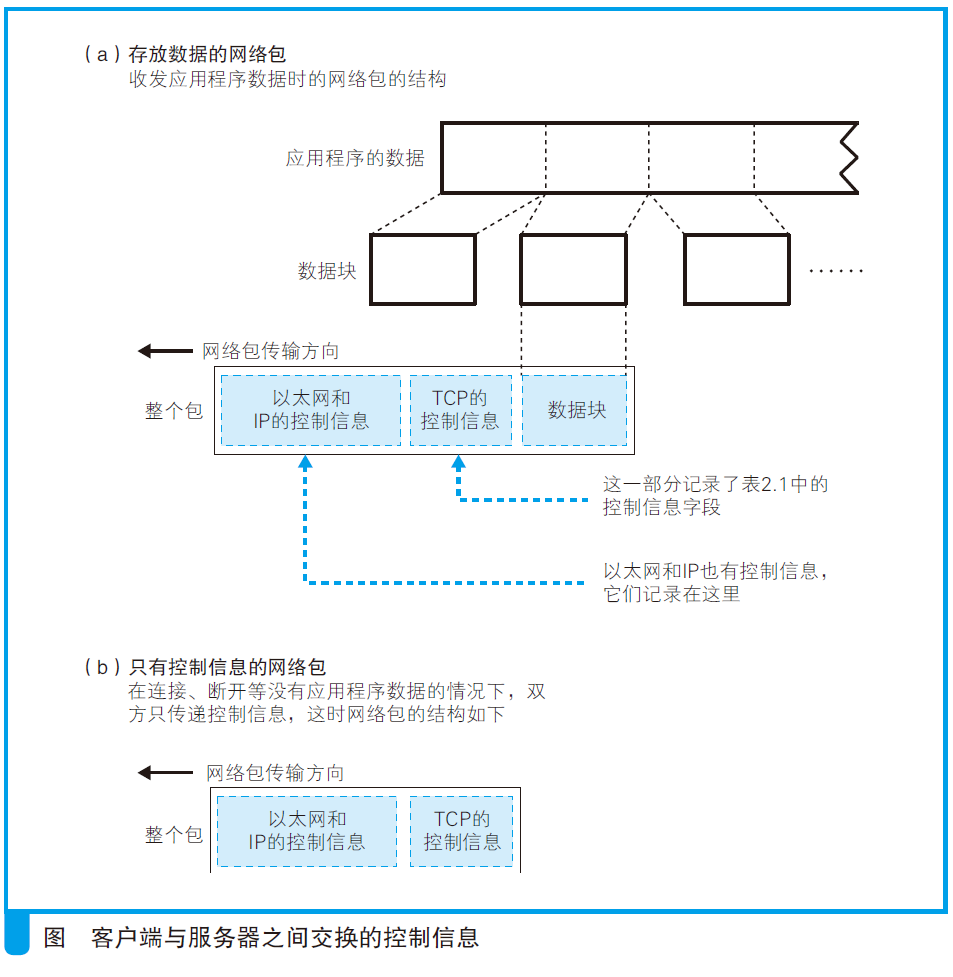 （a）存放数据的网络包
收发应用程序数据时的网络包的结构
应用程序的数据
数据块
······
网络包传输方向
整个包
以太网和
IP的控制信息
TCP的
控制信息
数据块
这一部分记录了表2.1中的
控制信息字段
以太网和IP也有控制信息，
它们记录在这里
（b）只有控制信息的网络包
在连接、断开等没有应用程序数据的情况下，双
方只传递控制信息，这时网络包的结构如下
网络包传输方向
整个包
以太网和
IP的控制信息
TCP的
控制信息
图　客户端与服务器之间交换的控制信息